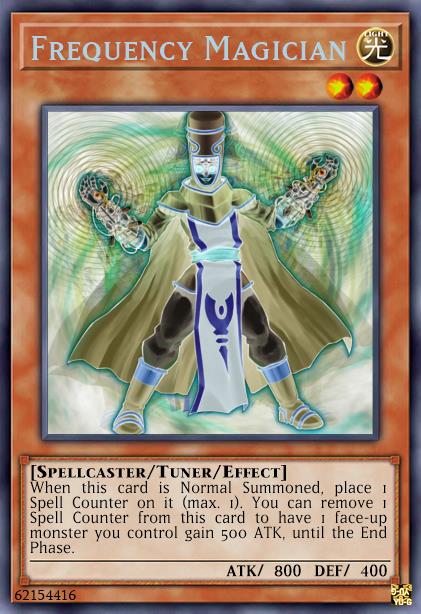 FREQUENCY MAGICIAN
LIGHT
光
[SPELLCASTER/TUNER/EFFECT]
When this card is Normal Summoned, place 1
Spell Counter on it (max. 1). You can remove 1
Spell Counter from this card to have 1 face-up
monster you control gain 500 ATK, until the End
Phase.
ATK/ 800 DEF/ 400
62154416